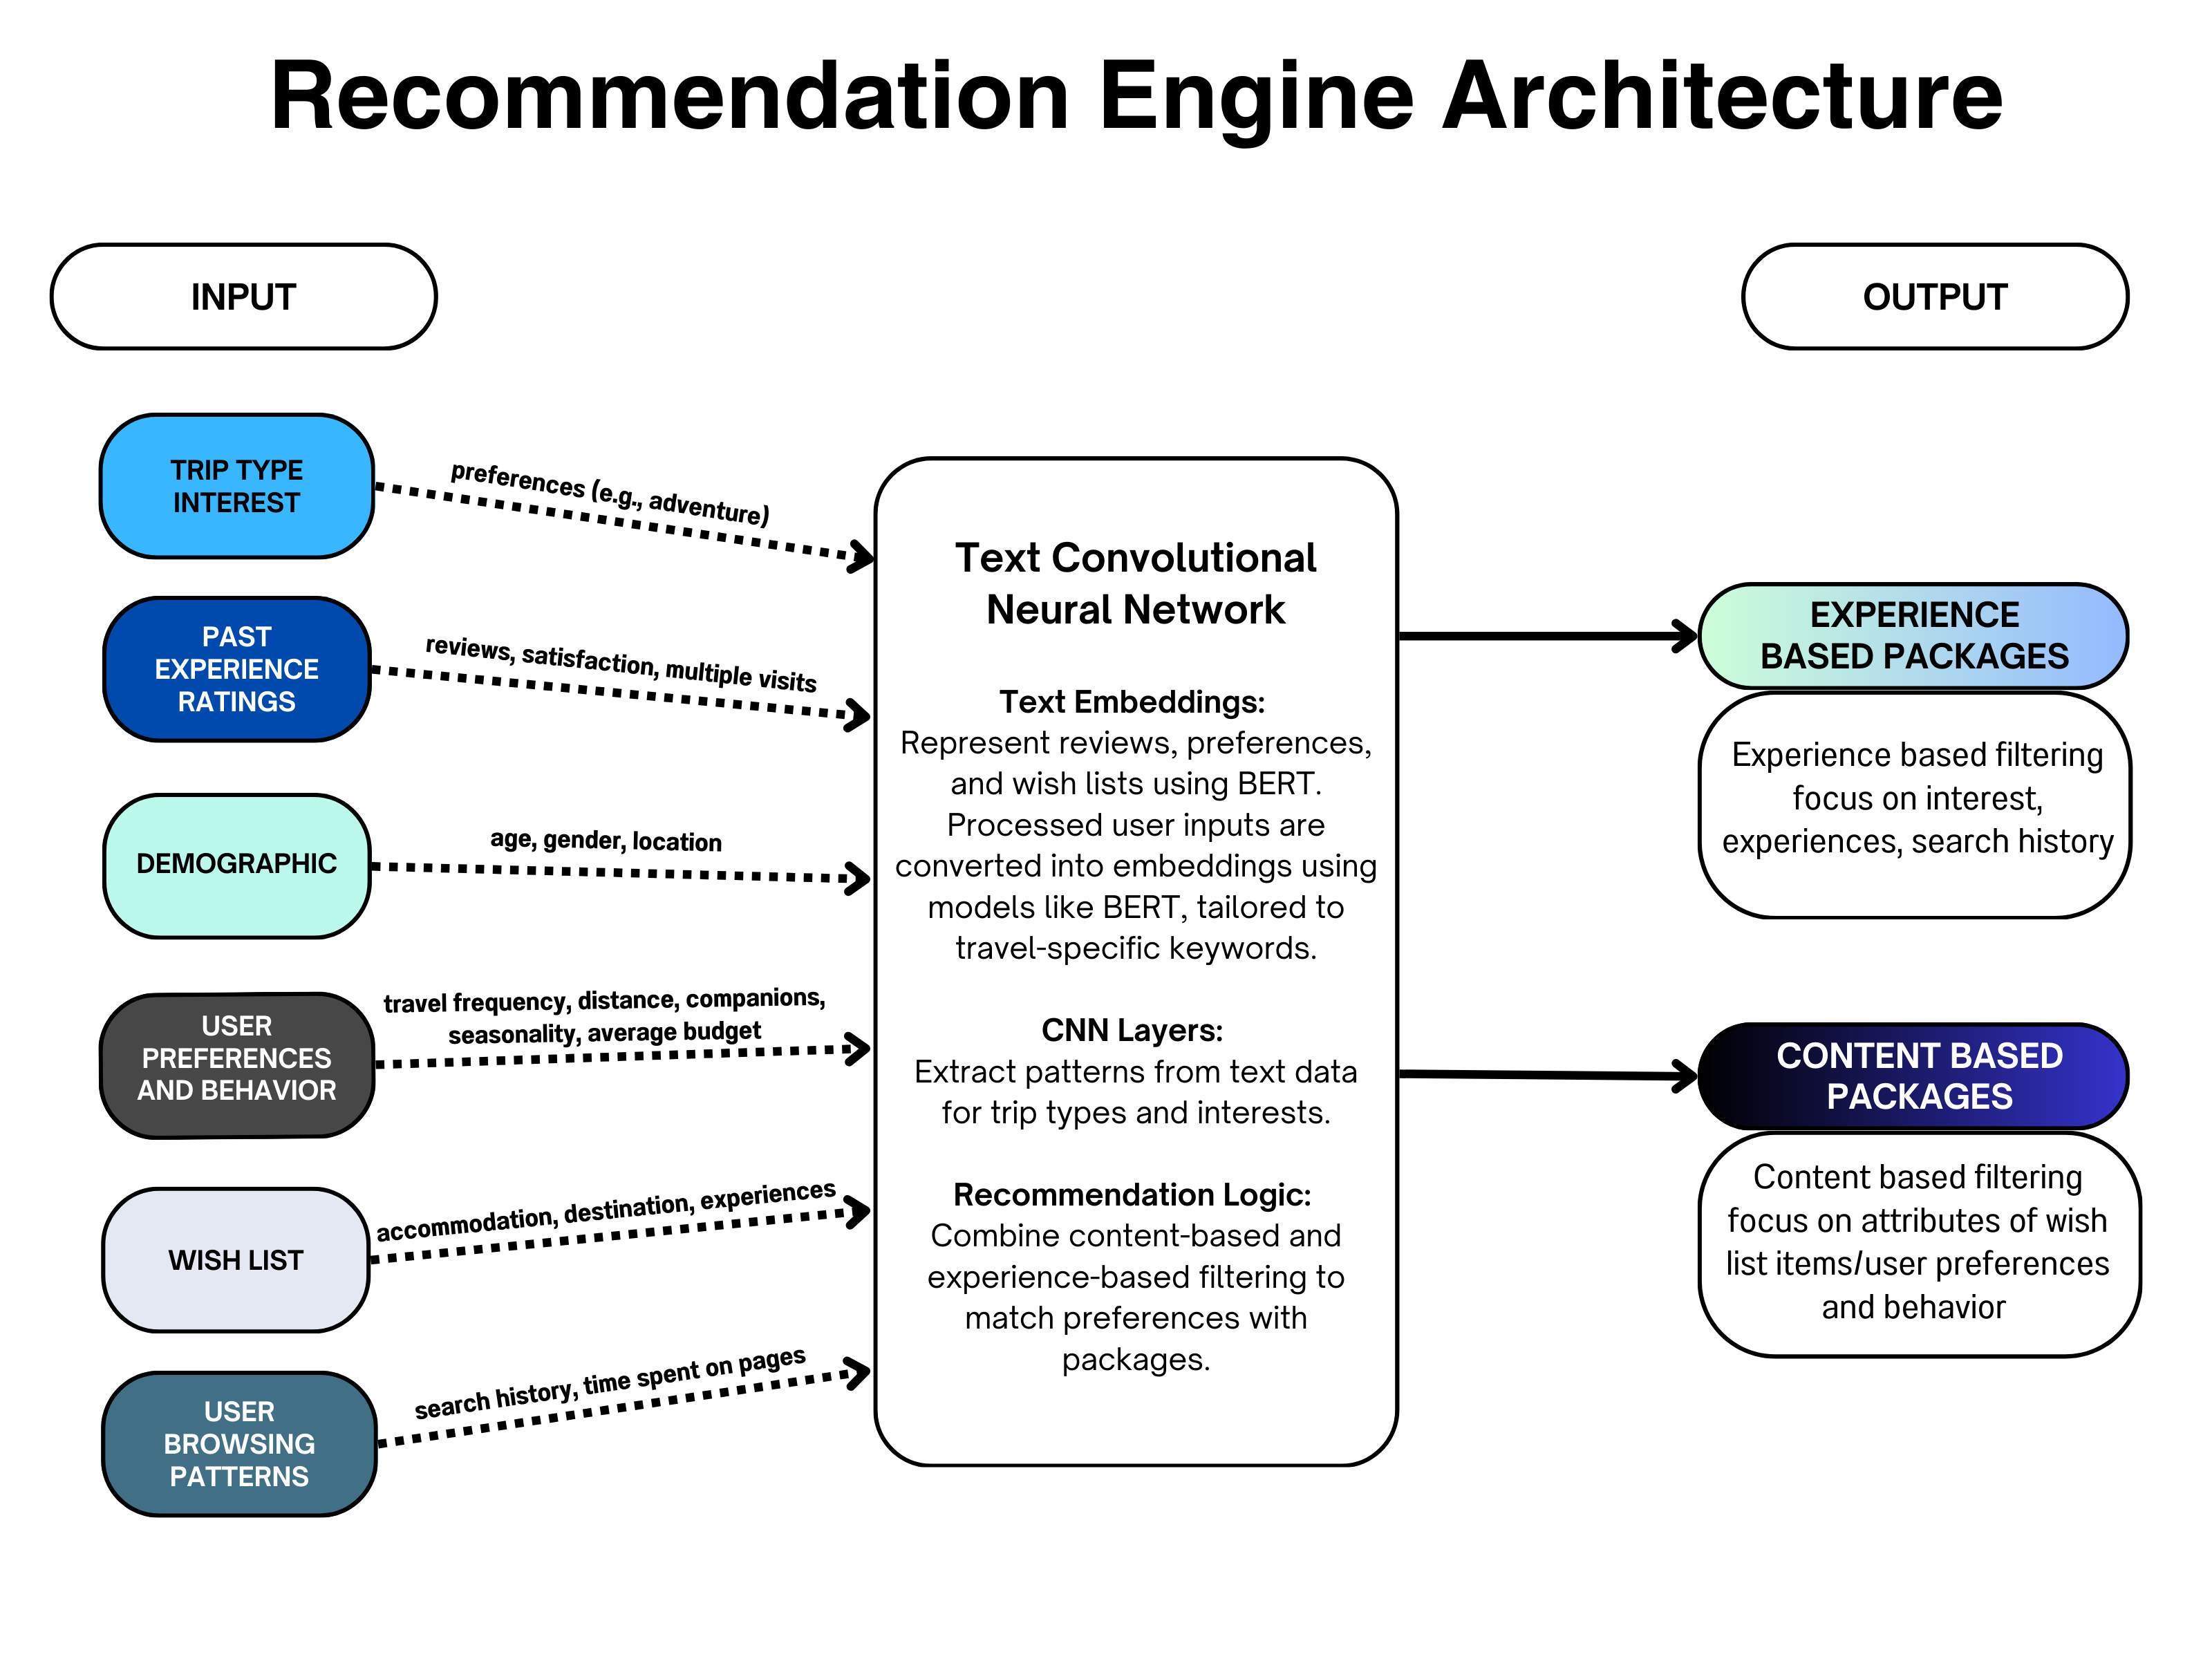 Recommendation Engine Architecture
INPUT
OUTPUT
TRIP TYPE
INTEREST
preferences (e.g., adventure)
PAST
EXPERIENCE
RATINGS
reviews, satisfaction, multiple visits
DEMOGRAPHIC
age, gender, location
USER
PREFERENCES
AND BEHAVIOR
travel frequency, distance, companions,
seasonality, average budget
WISH LIST
accommodation, destination, experiences
USER
BROWSING
PATTERNS
search history, time spent on pages
Text Convolutional
Neural Network
Text Embeddings:
Represent reviews, preferences,
and wish lists using BERT.
Processed user inputs are
converted into embeddings using
models like BERT, tailored to
travel-specific keywords.
CNN Layers:
Extract patterns from text data
for trip types and interests.
Recommendation Logic:
Combine content-based and
experience-based filtering to
match preferences with
packages.
EXPERIENCE
BASED PACKAGES
Experience based filtering
focus on interest,
experiences, search history
CONTENT BASED
PACKAGES
Content based filtering
focus on attributes of wish
list items/user preferences
and behavior